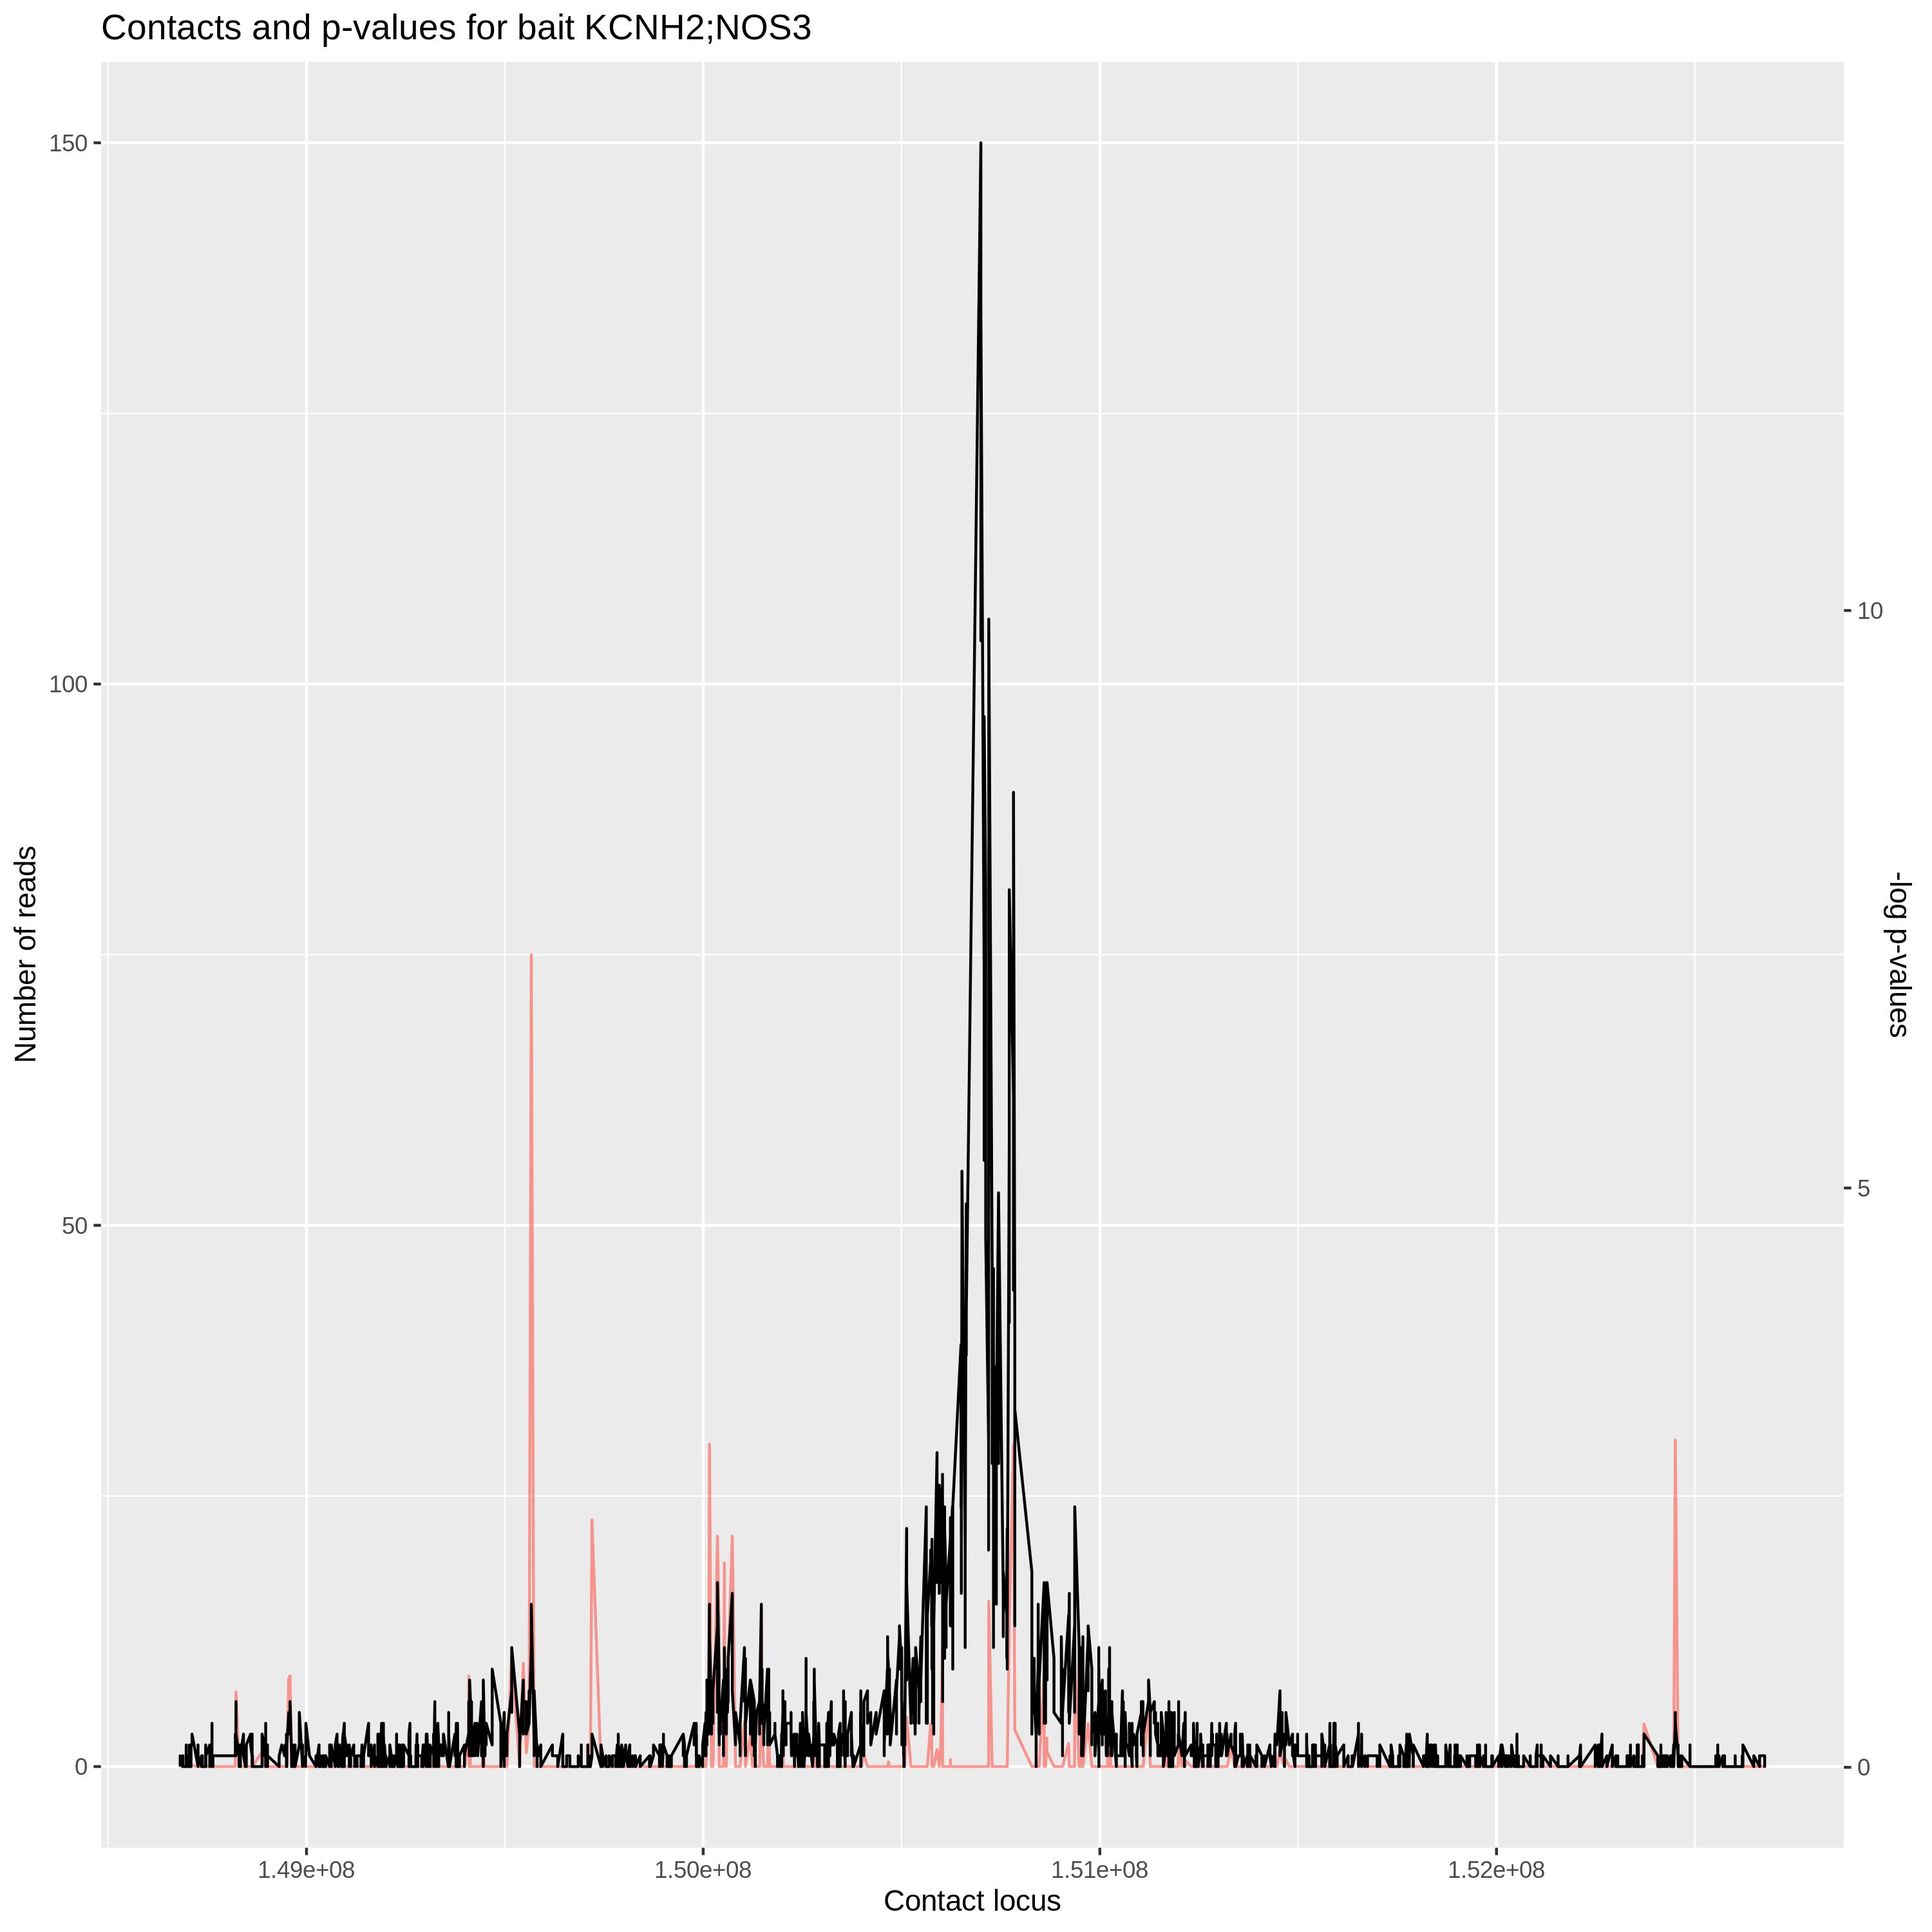 Contacts and p-values for bait KCNH2;NOS3
150
100
50
0
Number of reads
10
5
0
-log p-values
1.49e+08
1.50e+08
1.51e+08
1.52e+08
Contact locus